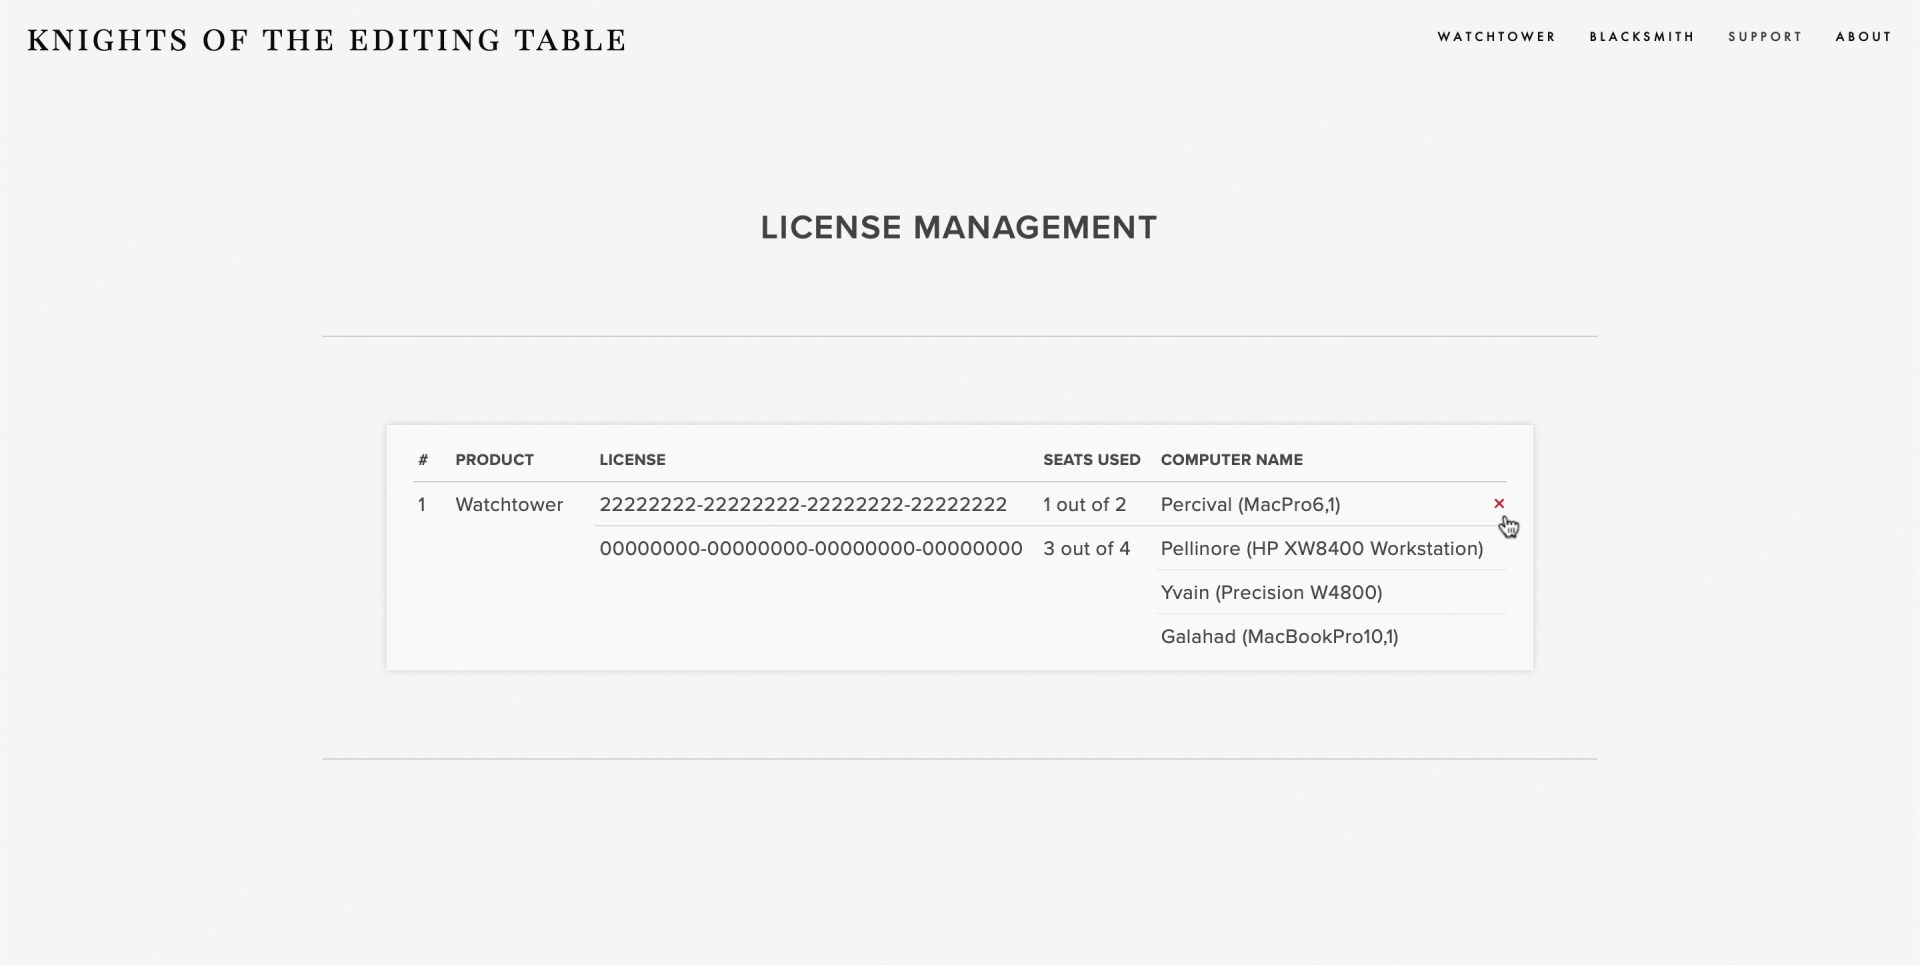 KNIGHTS OF THE EDITING TABLE
WATCHTOWER BLACKSMITH SUPPORT ABOUT
LICENSE MANAGEMENT
# PRODUCT LICENSE SEATS USED COMPUTER NAME
1 Watchtower 22222222-22222222-22222222-22222222 1 out of 2 Percival (MacPro6,1) ×
00000000-00000000-00000000-00000000 3 out of 4 Pellinore (HP XW8400 Workstation)
Yvain (Precision W4800)
Galahad (MacBookPro10,1)